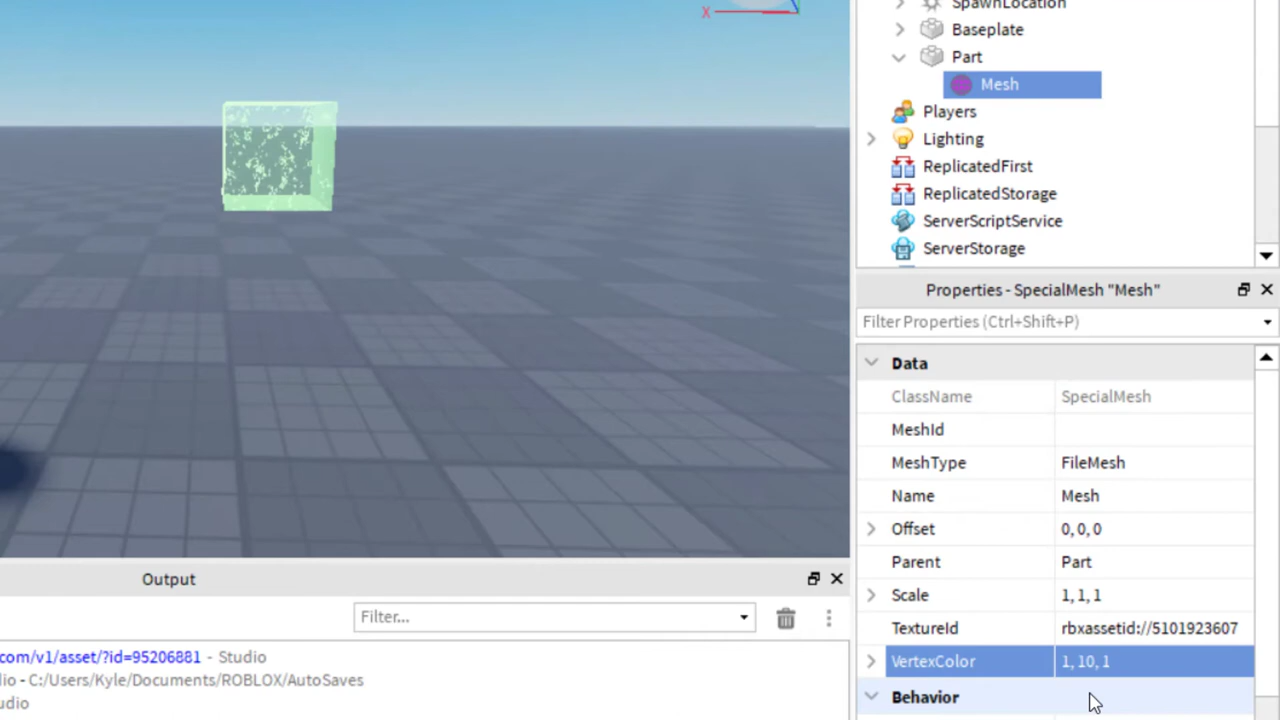 X
SpawnLocation
Baseplate
Part
Mesh
Players
Lighting
ReplicatedFirst
ReplicatedStorage
ServerScriptService
ServerStorage
Properties - SpecialMesh "Mesh"
Filter Properties (Ctrl+Shift+P)
Data
ClassName SpecialMesh
MeshId
MeshType FileMesh
Name Mesh
Offset 0, 0, 0
Parent Part
Scale 1, 1, 1
TextureId rbxassetid://5101923607
VertexColor 1, 10, 1
Behavior
Output
Filter...
com/v1/asset/?id=95206881 - Studio
dio - C:/Users/Kyle/Documents/ROBLOX/AutoSaves
udio